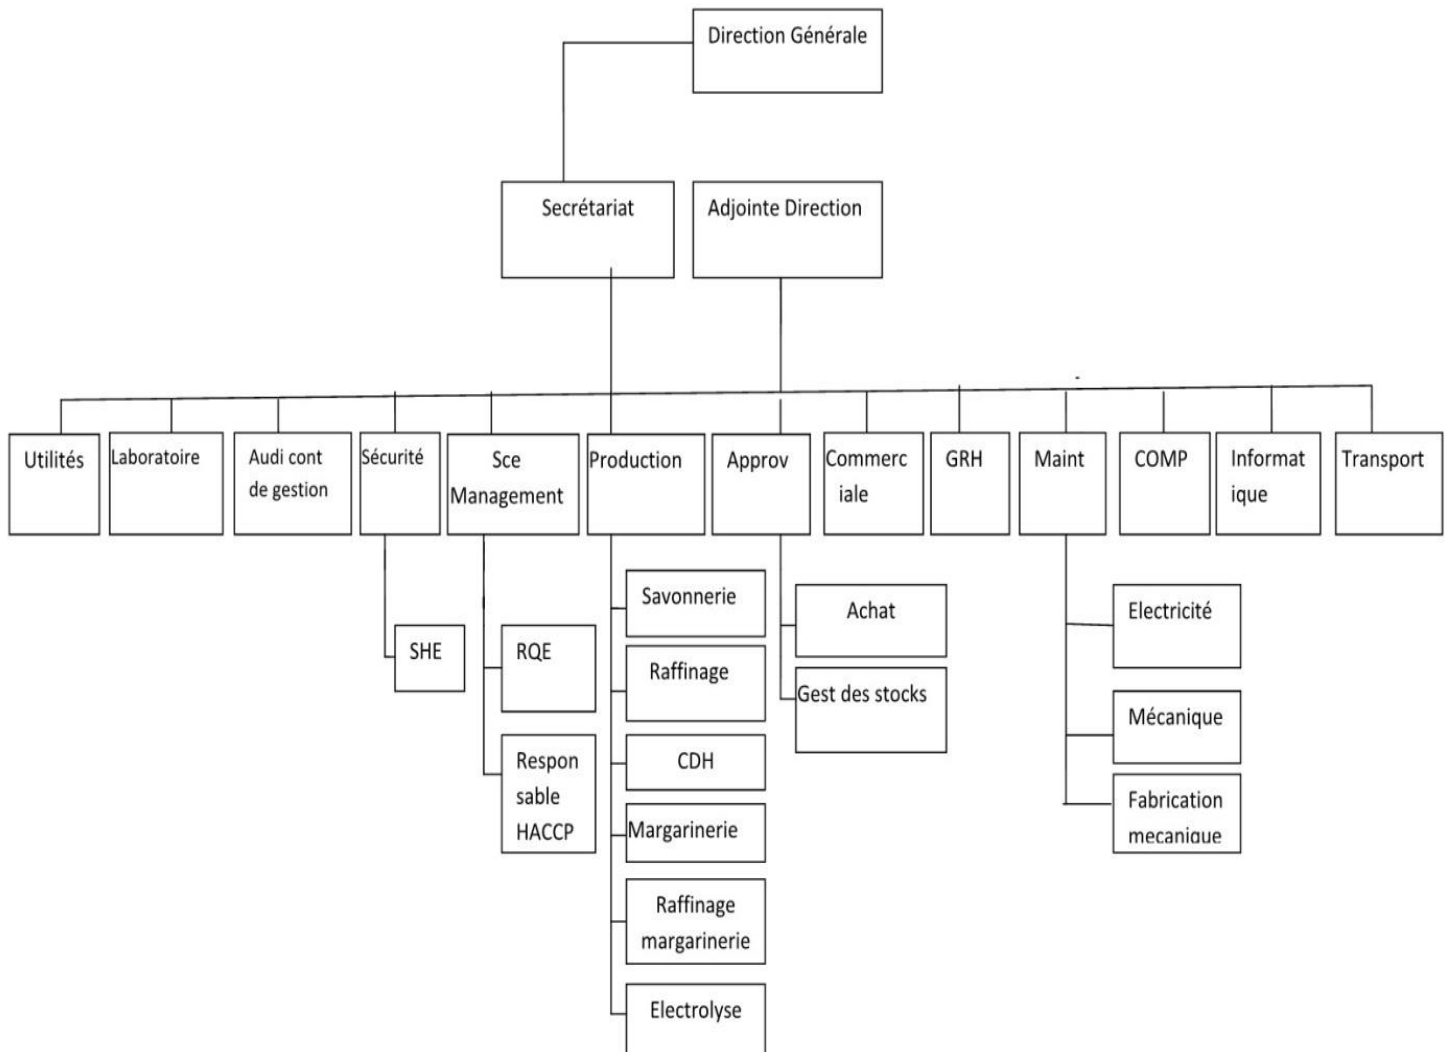 Direction Générale
Secrétariat
Adjointe Direction
Utilités
Laboratoire
Audi cont
de gestion
Sécurité
Sce
Management
Production
Approv
Commerc
iale
GRH
Maint
COMP
Informat
ique
Transport
SHE
RQE
Respon
sable
HACCP
Savonnerie
Raffinage
CDH
Margarinerie
Raffinage
margarinerie
Electrolyse
Achat
Gest des stocks
Electricité
Mécanique
Fabrication
mecanique